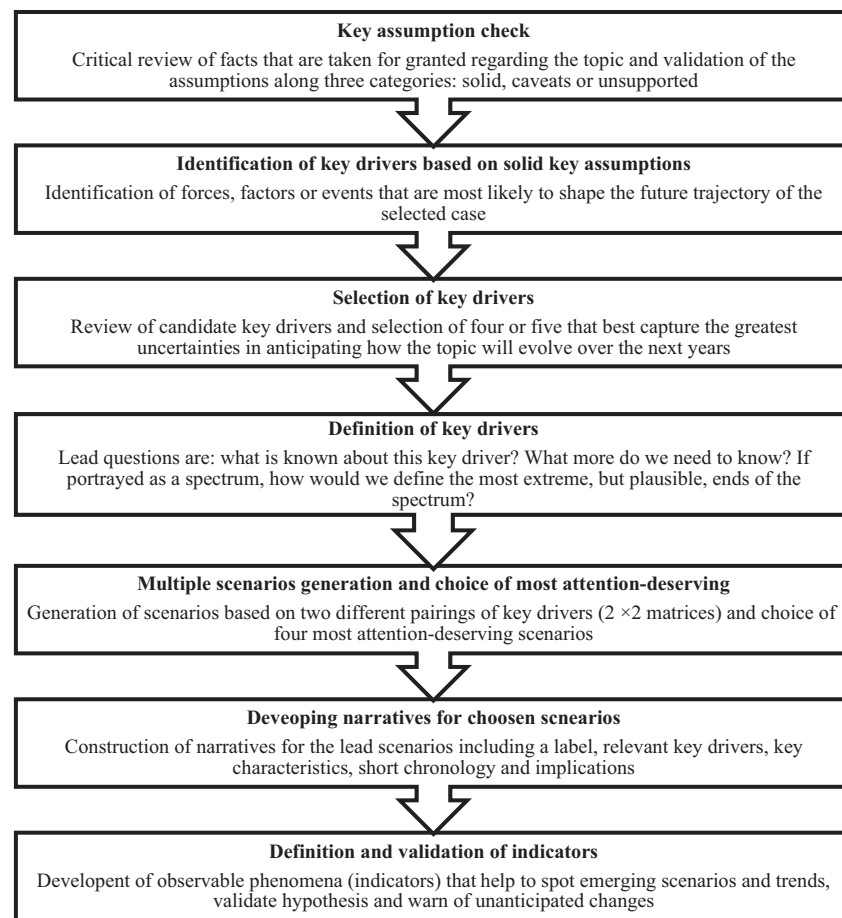 Key assumption check
Critical review of facts that are taken for granted regarding the topic and validation of the
assumptions along three categories: solid, caveats or unsupported
Identification of key drivers based on solid key assumptions
Identification of forces, factors or events that are most likely to shape the future trajectory of the
selected case
Selection of key drivers
Review of candidate key drivers and selection of four or five that best capture the greatest
uncertainties in anticipating how the topic will evolve over the next years
Definition of key drivers
Lead questions are: what is known about this key driver? What more do we need to know? If
portrayed as a spectrum, how would we define the most extreme, but plausible, ends of the
spectrum?
Multiple scenarios generation and choice of most attention-deserving
Generation of scenarios based on two different pairings of key drivers (2 ×2 matrices) and choice of
four most attention-deserving scenarios
Deveoping narratives for choosen scnearios
Construction of narratives for the lead scenarios including a label, relevant key drivers, key
characteristics, short chronology and implications
Definition and validation of indicators
Developent of observable phenomena (indicators) that help to spot emerging scenarios and trends,
validate hypothesis and warn of unanticipated changes